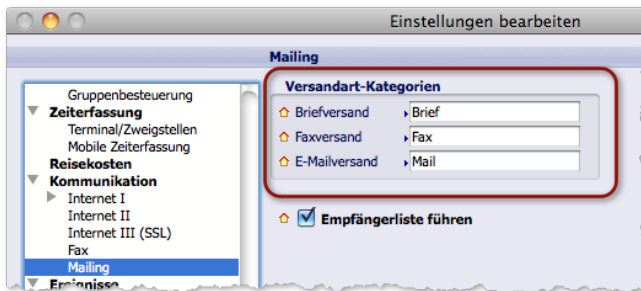 Einstellungen bearbeiten
Mailing
Gruppenbesteuerung
Zeiterfassung
Terminal/Zweigstellen
Mobile Zeiterfassung
Reisekosten
Kommunikation
Internet I
Internet II
Internet III (SSL)
Fax
Mailing
Ereignisse
Versandart-Kategorien
Briefversand Brief
Faxversand Fax
E-Mailversand Mail
Empfängerliste führen